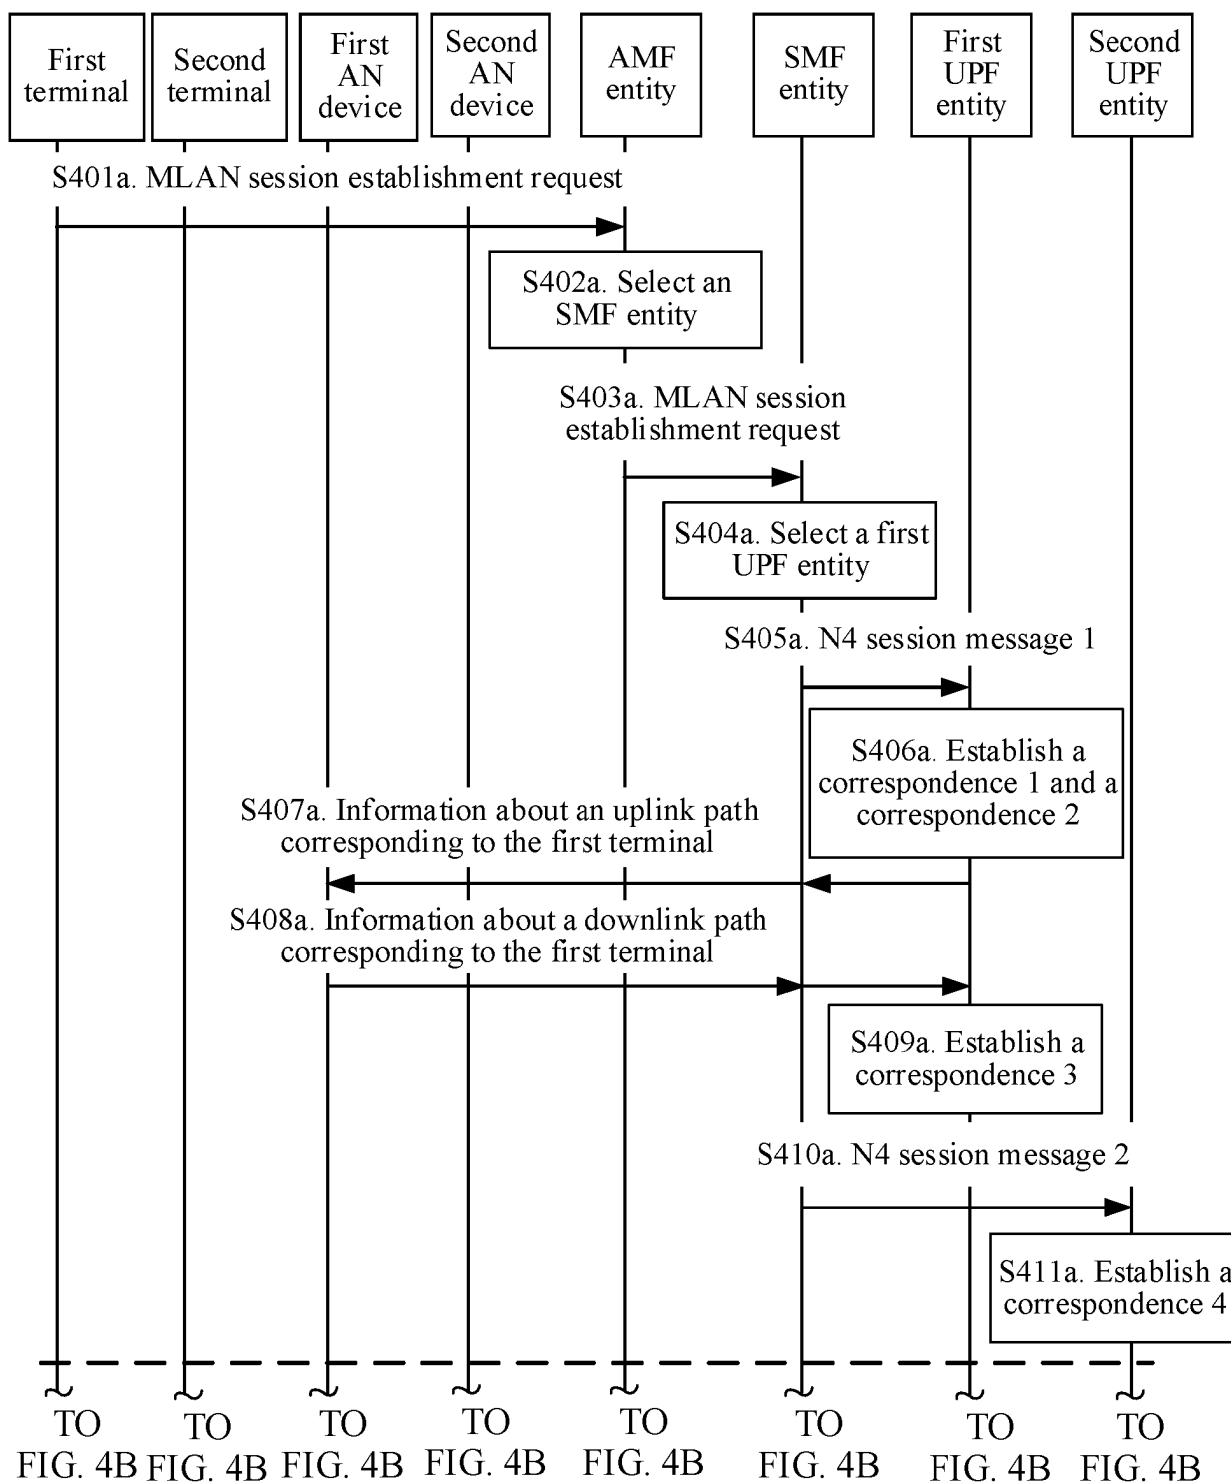 First
terminal
Second
terminal
First
AN
device
Second
AN
device
AMF
entity
SMF
entity
First
UPF
entity
Second
UPF
entity
S401a. MLAN session establishment request
S402a. Select an
SMF entity
S403a. MLAN session
establishment request
S404a. Select a first
UPF entity
S405a. N4 session message 1
S406a. Establish a
correspondence 1 and a
correspondence 2
S407a. Information about an uplink path
corresponding to the first terminal
S408a. Information about a downlink path
corresponding to the first terminal
S409a. Establish a
correspondence 3
S410a. N4 session message 2
S411a. Establish a
correspondence 4
TO
FIG. 4B
TO
FIG. 4B
TO
FIG. 4B
TO
FIG. 4B
TO
FIG. 4B
TO
FIG. 4B
TO
FIG. 4B
TO
FIG. 4B